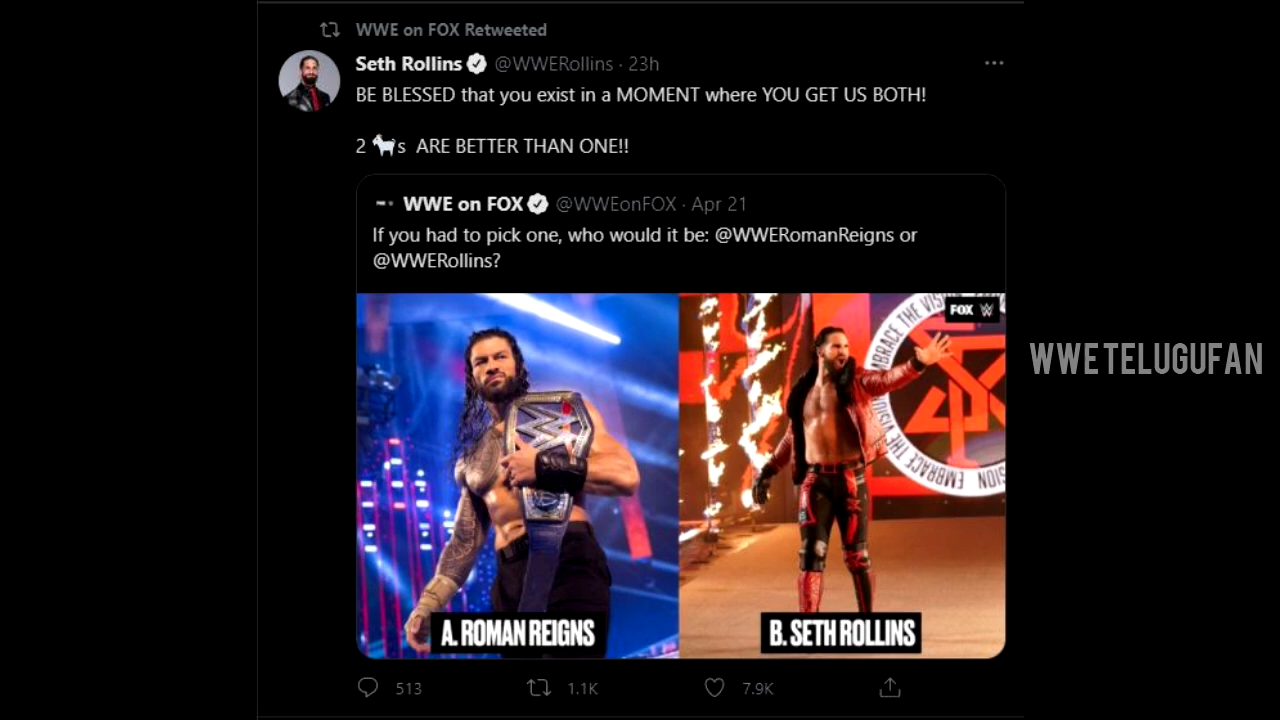 WWE on FOX Retweeted
Seth Rollins @WWERollins · 23h
BE BLESSED that you exist in a MOMENT where YOU GET US BOTH!
2 🐐s ARE BETTER THAN ONE!!
WWE on FOX @WWEonFOX · Apr 21
If you had to pick one, who would it be: @WWERomanReigns or
@WWERollins?
FOX W
EMBRACE THE VISION
EMBRACE THE VISION
A. ROMAN REIGNS
B. SETH ROLLINS
513 1.1K 7.9K
WWETELUGUFAN